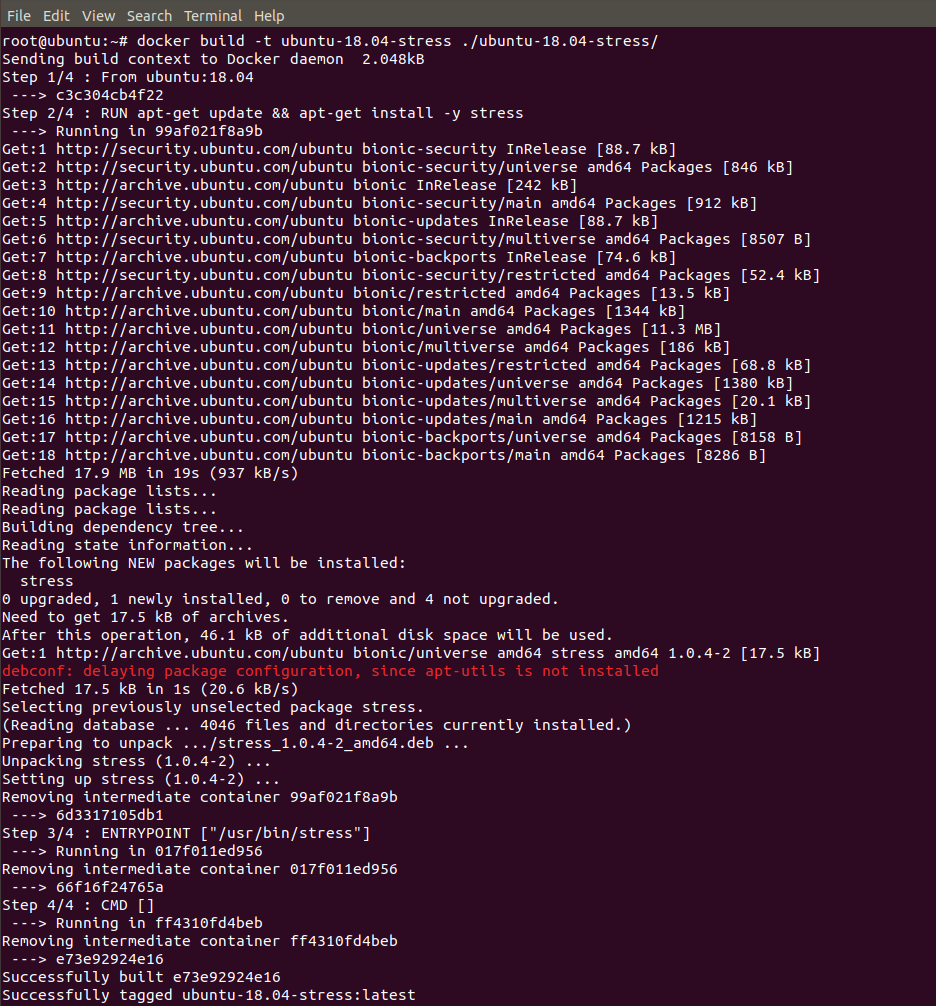 File Edit View Search Terminal Help
root@ubuntu:~# docker build -t ubuntu-18.04-stress ./ubuntu-18.04-stress/
Sending build context to Docker daemon  2.048kB
Step 1/4 : From ubuntu:18.04
 ---> c3c304cb4f22
Step 2/4 : RUN apt-get update && apt-get install -y stress
 ---> Running in 99af021f8a9b
Get:1 http://security.ubuntu.com/ubuntu bionic-security InRelease [88.7 kB]
Get:2 http://security.ubuntu.com/ubuntu bionic-security/universe amd64 Packages [846 kB]
Get:3 http://archive.ubuntu.com/ubuntu bionic InRelease [242 kB]
Get:4 http://security.ubuntu.com/ubuntu bionic-security/main amd64 Packages [912 kB]
Get:5 http://archive.ubuntu.com/ubuntu bionic-updates InRelease [88.7 kB]
Get:6 http://security.ubuntu.com/ubuntu bionic-security/multiverse amd64 Packages [8507 B]
Get:7 http://archive.ubuntu.com/ubuntu bionic-backports InRelease [74.6 kB]
Get:8 http://security.ubuntu.com/ubuntu bionic-security/restricted amd64 Packages [52.4 kB]
Get:9 http://archive.ubuntu.com/ubuntu bionic/restricted amd64 Packages [13.5 kB]
Get:10 http://archive.ubuntu.com/ubuntu bionic/main amd64 Packages [1344 kB]
Get:11 http://archive.ubuntu.com/ubuntu bionic/universe amd64 Packages [11.3 MB]
Get:12 http://archive.ubuntu.com/ubuntu bionic/multiverse amd64 Packages [186 kB]
Get:13 http://archive.ubuntu.com/ubuntu bionic-updates/restricted amd64 Packages [68.8 kB]
Get:14 http://archive.ubuntu.com/ubuntu bionic-updates/universe amd64 Packages [1380 kB]
Get:15 http://archive.ubuntu.com/ubuntu bionic-updates/multiverse amd64 Packages [20.1 kB]
Get:16 http://archive.ubuntu.com/ubuntu bionic-updates/main amd64 Packages [1215 kB]
Get:17 http://archive.ubuntu.com/ubuntu bionic-backports/universe amd64 Packages [8158 B]
Get:18 http://archive.ubuntu.com/ubuntu bionic-backports/main amd64 Packages [8286 B]
Fetched 17.9 MB in 19s (937 kB/s)
Reading package lists...
Reading package lists...
Building dependency tree...
Reading state information...
The following NEW packages will be installed:
  stress
0 upgraded, 1 newly installed, 0 to remove and 4 not upgraded.
Need to get 17.5 kB of archives.
After this operation, 46.1 kB of additional disk space will be used.
Get:1 http://archive.ubuntu.com/ubuntu bionic/universe amd64 stress amd64 1.0.4-2 [17.5 kB]
debconf: delaying package configuration, since apt-utils is not installed
Fetched 17.5 kB in 1s (20.6 kB/s)
Selecting previously unselected package stress.
(Reading database ... 4046 files and directories currently installed.)
Preparing to unpack .../stress_1.0.4-2_amd64.deb ...
Unpacking stress (1.0.4-2) ...
Setting up stress (1.0.4-2) ...
Removing intermediate container 99af021f8a9b
 ---> 6d3317105db1
Step 3/4 : ENTRYPOINT ["/usr/bin/stress"]
 ---> Running in 017f011ed956
Removing intermediate container 017f011ed956
 ---> 66f16f24765a
Step 4/4 : CMD []
 ---> Running in ff4310fd4beb
Removing intermediate container ff4310fd4beb
 ---> e73e92924e16
Successfully built e73e92924e16
Successfully tagged ubuntu-18.04-stress:latest